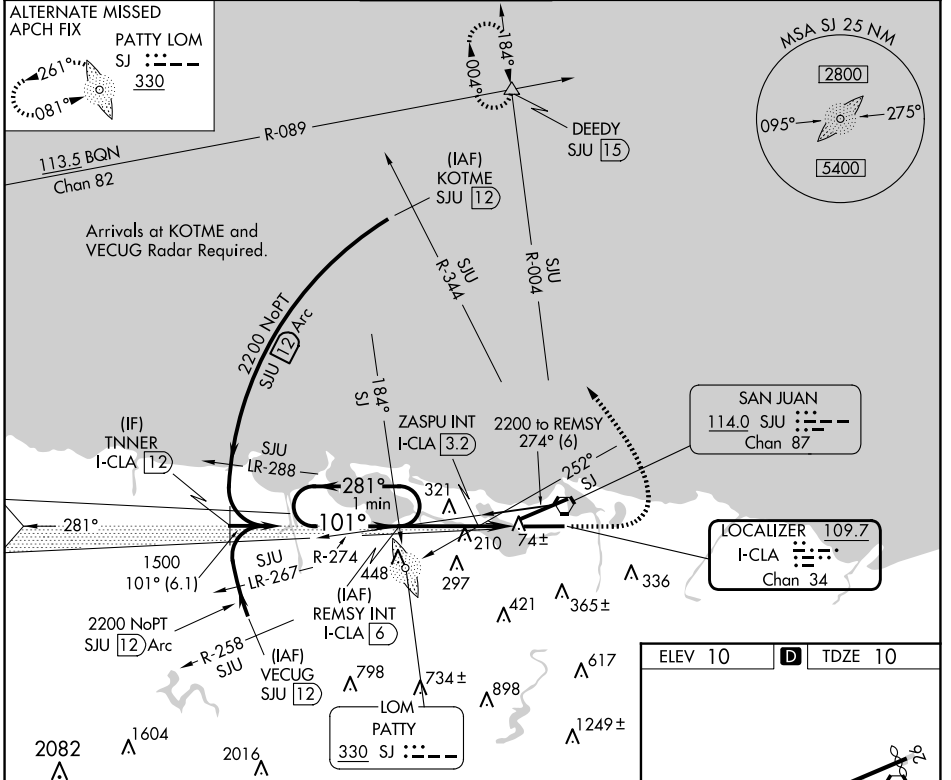 ALTERNATE MISSED
APCH FIX
PATTY LOM
SJ
330
261°
081°
184°
004°
MSA SJ 25 NM
2800
095°
275°
5400
R-089
113.5 BQN
Chan 82
DEEDY
SJU 15
(IAF)
KOTME
SJU 12
Arrivals at KOTME and
VECUG Radar Required.
SJU
R-344
SJU
R-004
2200 NoPT
SJU 12 Arc
184°
SJ
ZASPU INT
I-CLA 3.2
2200 to REMSY
274° (6)
SAN JUAN
114.0 SJU
Chan 87
(IF)
TNNER
I-CLA 12
SJU
LR-288
252°
SJ
281°
1 min
101°
321
281°
1500
101° (6.1)
SJU
LR-267
R-274
448
210
74±
297
LOCALIZER 109.7
I-CLA
Chan 34
336
(IAF)
REMSY INT
I-CLA 6
421
365±
2200 NoPT
SJU 12 Arc
R-258
SJU
(IAF)
VECUG
SJU 12
798
734±
898
617
ELEV 10
D
TDZE 10
LOM
PATTY
330 SJ
1249±
2082
1604
2016
26